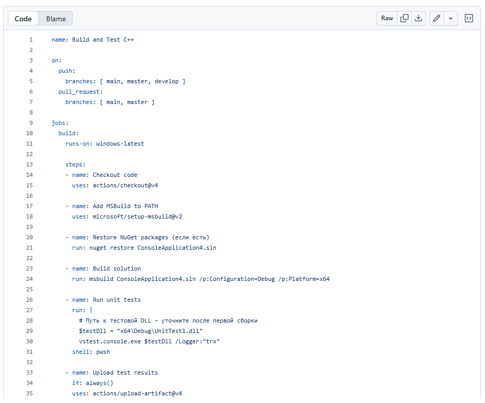 Code Blame Raw
1 name: Build and Test C++
2
3 on:
4 push:
5 branches: [ main, master, develop ]
6 pull_request:
7 branches: [ main, master ]
8
9 jobs:
10 build:
11 runs-on: windows-latest
12
13 steps:
14 - name: Checkout code
15 uses: actions/checkout@v4
16
17 - name: Add MSBuild to PATH
18 uses: microsoft/setup-msbuild@v2
19
20 - name: Restore NuGet packages (если есть)
21 run: nuget restore ConsoleApplication4.sln
22
23 - name: Build solution
24 run: msbuild ConsoleApplication4.sln /p:Configuration=Debug /p:Platform=x64
25
26 - name: Run unit tests
27 run: |
28 # Путь к тестовой DLL – уточните после первой сборки
29 $testDll = "x64\Debug\UnitTest1.dll"
30 vstest.console.exe $testDll /Logger:"trx"
31 shell: pwsh
32
33 - name: Upload test results
34 if: always()
35 uses: actions/upload-artifact@v4